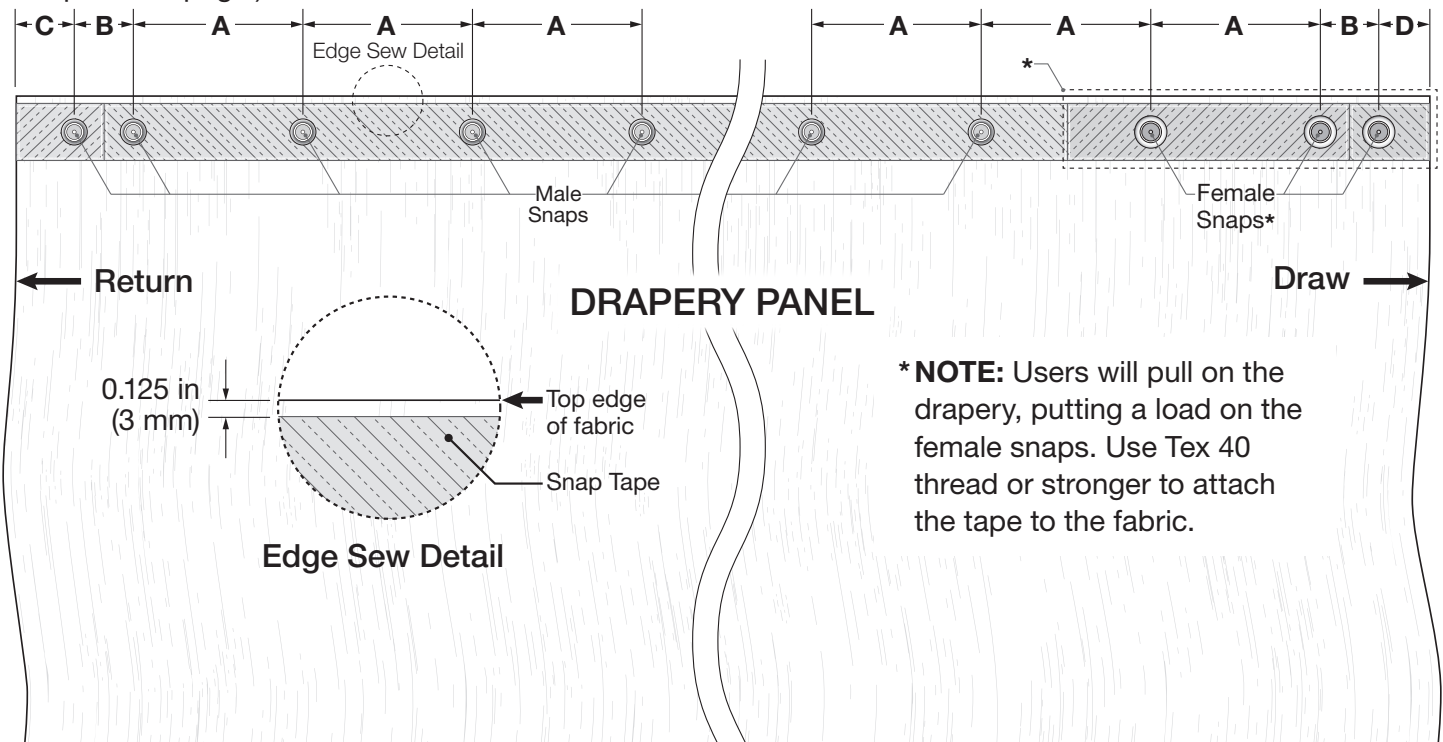 C B A A A A A A B D
Edge Sew Detail
*
Male
Snaps
Female
Snaps*
Return
Draw
DRAPERY PANEL
0.125 in
(3 mm)
Top edge
of fabric
Snap Tape
Edge Sew Detail
*NOTE: Users will pull on the
drapery, putting a load on the
female snaps. Use Tex 40
thread or stronger to attach
the tape to the fabric.